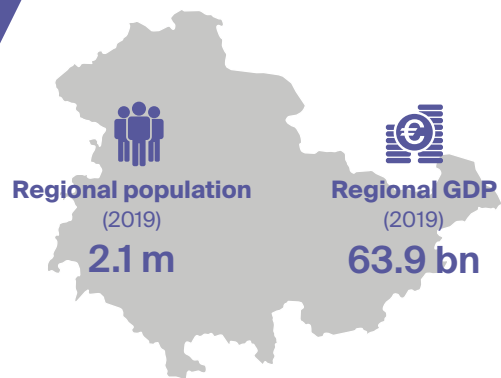 Regional population
(2019)
2.1 m
€
Regional GDP
(2019)
63.9 bn